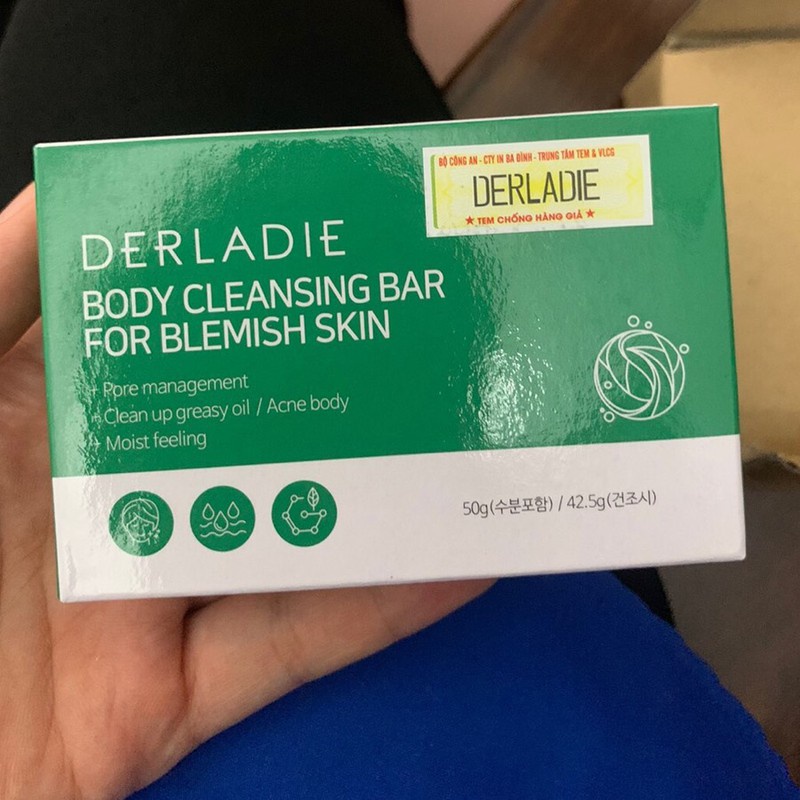 BỘ CÔNG AN - CTY IN BA ĐÌNH - TRUNG TÂM TEM & VLCG
DERLADIE
★ TEM CHỐNG HÀNG GIẢ ★
DERLADIE
BODY CLEANSING BAR
FOR BLEMISH SKIN
+ Pore management
+ Clean up greasy oil / Acne body
+ Moist feeling
50g(수분포함) / 42.5g(건조시)